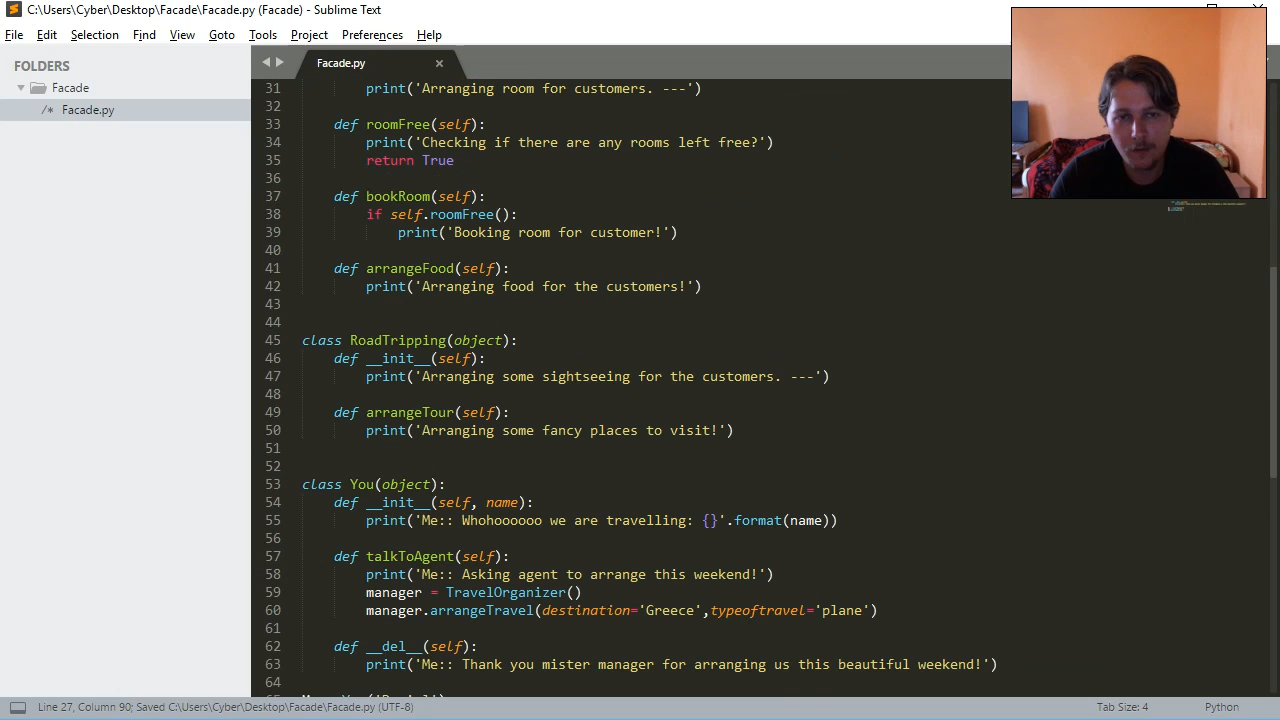 C:\Users\Cyber\Desktop\Facade\Facade.py (Facade) - Sublime Text
File Edit Selection Find View Goto Tools Project Preferences Help
FOLDERS
Facade
/* Facade.py
Facade.py ×
31 print('Arranging room for customers. ---')
32
33 def roomFree(self):
34 print('Checking if there are any rooms left free?')
35 return True
36
37 def bookRoom(self):
38 if self.roomFree():
39 print('Booking room for customer!')
40
41 def arrangeFood(self):
42 print('Arranging food for the customers!')
43
44
45 class RoadTripping(object):
46 def __init__(self):
47 print('Arranging some sightseeing for the customers. ---')
48
49 def arrangeTour(self):
50 print('Arranging some fancy places to visit!')
51
52
53 class You(object):
54 def __init__(self, name):
55 print('Me:: Whohoooooo we are travelling: {}'.format(name))
56
57 def talkToAgent(self):
58 print('Me:: Asking agent to arrange this weekend!')
59 manager = TravelOrganizer()
60 manager.arrangeTravel(destination='Greece',typeoftravel='plane')
61
62 def __del__(self):
63 print('Me:: Thank you mister manager for arranging us this beautiful weekend!')
64
Line 27, Column 90; Saved C:\Users\Cyber\Desktop\Facade\Facade.py (UTF-8)
Tab Size: 4
Python